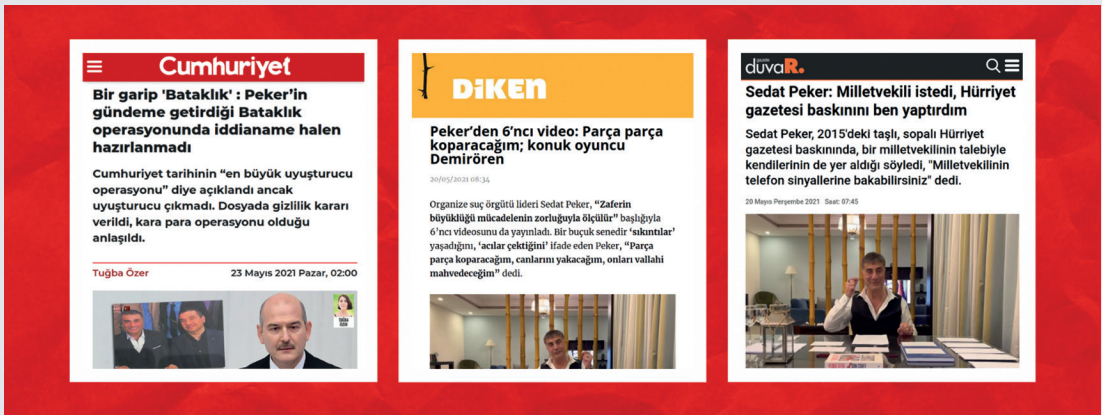 Cumhuriyet
Bir garip 'Bataklık' : Peker'in
gündeme getirdiği Bataklık
operasyonunda iddianame halen
hazırlanmadı
Cumhuriyet tarihinin “en büyük uyuşturucu
operasyonu” diye açıklandı ancak
uyuşturucu çıkmadı. Dosyada gizlilik kararı
verildi, kara para operasyonu olduğu
anlaşıldı.
Tuğba Özer
23 Mayıs 2021 Pazar, 02:00
TUĞBA
ÖZER
DiKEN
Peker’den 6’ncı video: Parça parça
koparacağım; konuk oyuncu
Demirören
20/05/2021 08:34
Organize suç örgütü lideri Sedat Peker, “Zaferin
büyüklüğü mücadelenin zorluğuyla ölçülür” başlığıyla
6’ncı videosunu da yayınladı. Bir buçuk senedir ‘sıkıntılar’
yaşadığını, ‘acılar çektiğini’ ifade eden Peker, “Parça
parça koparacağım, canlarını yakacağım, onları vallahi
mahvedeceğim” dedi.
gazete
duvaR.
Sedat Peker: Milletvekili istedi, Hürriyet
gazetesi baskınını ben yaptırdım
Sedat Peker, 2015'deki taşlı, sopalı Hürriyet
gazetesi baskınında, bir milletvekilinin talebiyle
kendilerinin de yer aldığı söyledi, "Milletvekilinin
telefon sinyallerine bakabilirsiniz" dedi.
20 Mayıs Perşembe 2021 Saat: 07:45